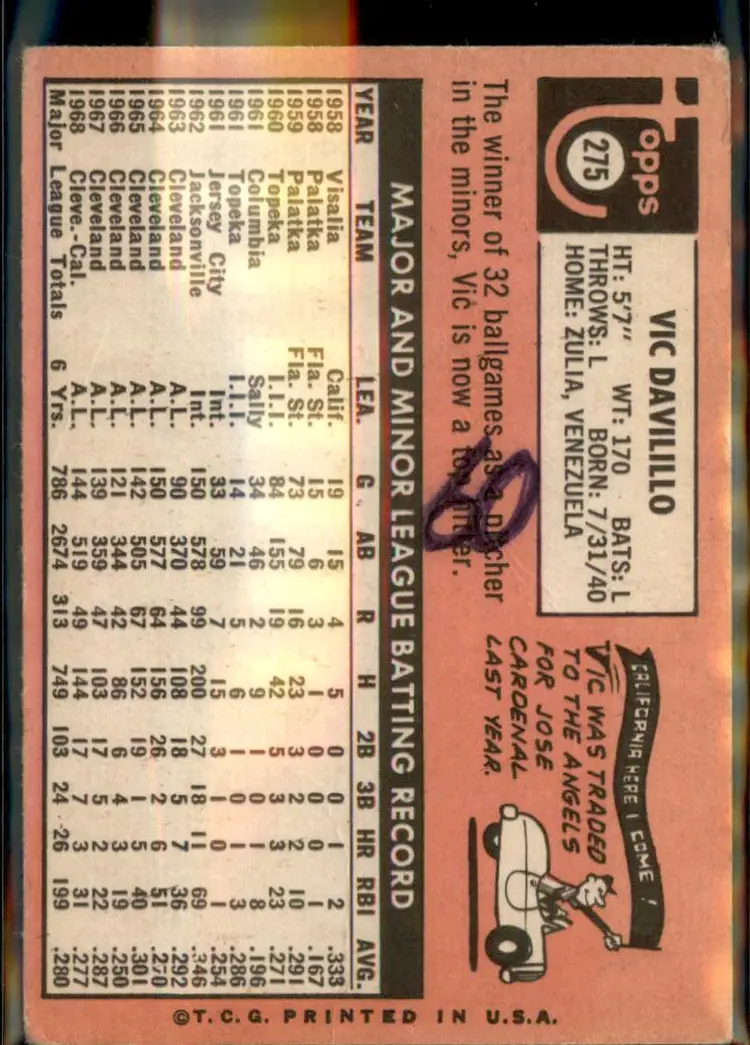 Topps
275
VIC DAVILILLO
HT: 5'7" WT: 170 BATS: L
THROWS: L BORN: 7/31/40
HOME: ZULIA, VENEZUELA
The winner of 32 ballgames as a pitcher
in the minors, Vic is now a top hitter.
CALIFORNIA HERE I COME!
VIC WAS TRADED
TO THE ANGELS
FOR JOSE
CARDENAL
LAST YEAR.
MAJOR AND MINOR LEAGUE BATTING RECORD
YEAR TEAM LEA. G AB R H 2B 3B HR RBI AVG.
1958 Visalia Calif. 19 15 4 5 0 0 1 2 .333
1958 Palatka Fla. St. 15 6 3 1 0 0 0 1 .167
1959 Palatka Fla. St. 73 79 16 23 3 2 2 10 .291
1960 Topeka I.I.I. 84 155 19 42 5 3 3 23 .271
1961 Columbia Sally 34 46 2 9 1 0 1 8 .196
1961 Topeka I.I.I. 14 21 5 6 1 0 1 3 .286
1961 Jersey City Int. 33 59 7 15 3 1 0 1 .254
1962 Jacksonville Int. 150 578 99 200 27 18 11 69 .346
1963 Cleveland A.L. 90 370 44 108 18 5 7 36 .292
1964 Cleveland A.L. 150 577 64 156 26 2 6 51 .270
1965 Cleveland A.L. 142 505 67 152 19 1 5 40 .301
1966 Cleveland A.L. 121 344 42 86 6 4 3 19 .250
1967 Cleveland A.L. 139 359 47 103 17 5 2 22 .287
1968 Cleve.-Cal. A.L. 144 519 49 144 17 7 3 31 .277
Major League Totals 6 Yrs. 786 2674 313 749 103 24 26 199 .280
©T.C.G. PRINTED IN U.S.A.